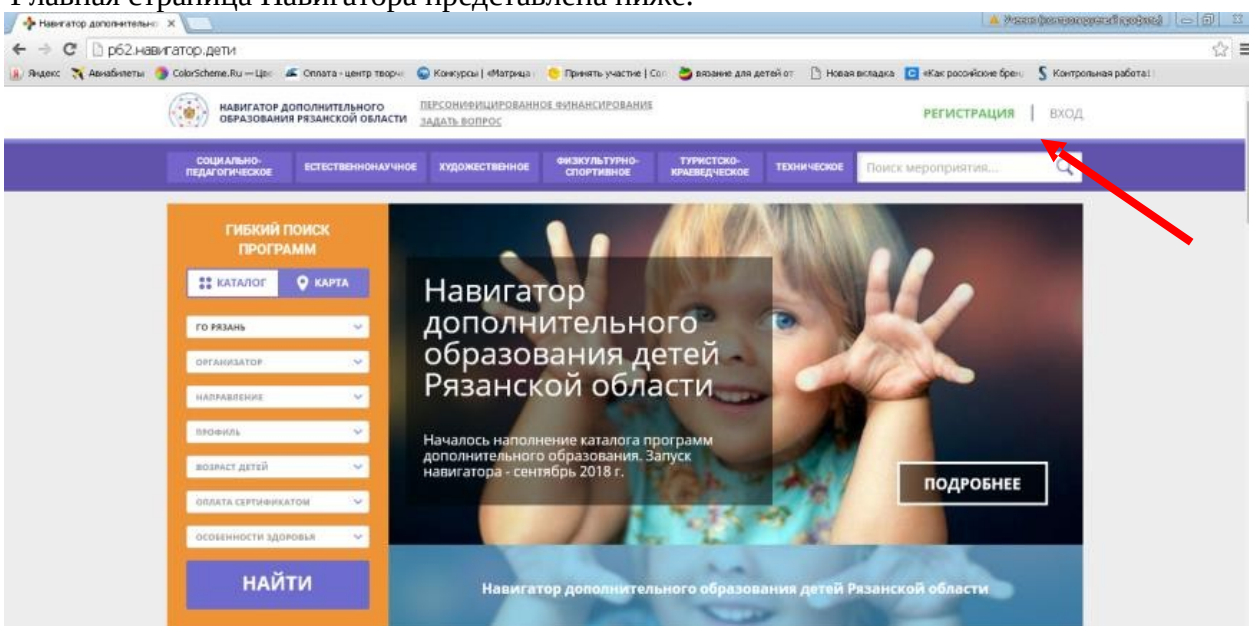 Главная страница Навигатора представлена ниже.
Навигатор дополнительно
р62.навигатор.дети
Яндекс Авиабилеты ColorScheme.Ru — Цве Оплата - центр творч Конкурсы | «Матрица Принять участие | Соп вязание для детей от Новая вкладка «Как российские брен Контрольная работа!
НАВИГАТОР ДОПОЛНИТЕЛЬНОГО
ОБРАЗОВАНИЯ РЯЗАНСКОЙ ОБЛАСТИ
ПЕРСОНИФИЦИРОВАННОЕ ФИНАНСИРОВАНИЕ
ЗАДАТЬ ВОПРОС
РЕГИСТРАЦИЯ | ВХОД
СОЦИАЛЬНО-
ПЕДАГОГИЧЕСКОЕ
ЕСТЕСТВЕННОНАУЧНОЕ
ХУДОЖЕСТВЕННОЕ
ФИЗКУЛЬТУРНО-
СПОРТИВНОЕ
ТУРИСТСКО-
КРАЕВЕДЧЕСКОЕ
ТЕХНИЧЕСКОЕ
Поиск мероприятия...
ГИБКИЙ ПОИСК
ПРОГРАММ
КАТАЛОГ КАРТА
ГО РЯЗАНЬ
ОРГАНИЗАТОР
НАПРАВЛЕНИЕ
ПРОФИЛЬ
ВОЗРАСТ ДЕТЕЙ
ОПЛАТА СЕРТИФИКАТОМ
ОСОБЕННОСТИ ЗДОРОВЬЯ
НАЙТИ
Навигатор
дополнительного
образования детей
Рязанской области
Началось наполнение каталога программ
дополнительного образования. Запуск
навигатора - сентябрь 2018 г.
ПОДРОБНЕЕ
Навигатор дополнительного образования детей Рязанской области